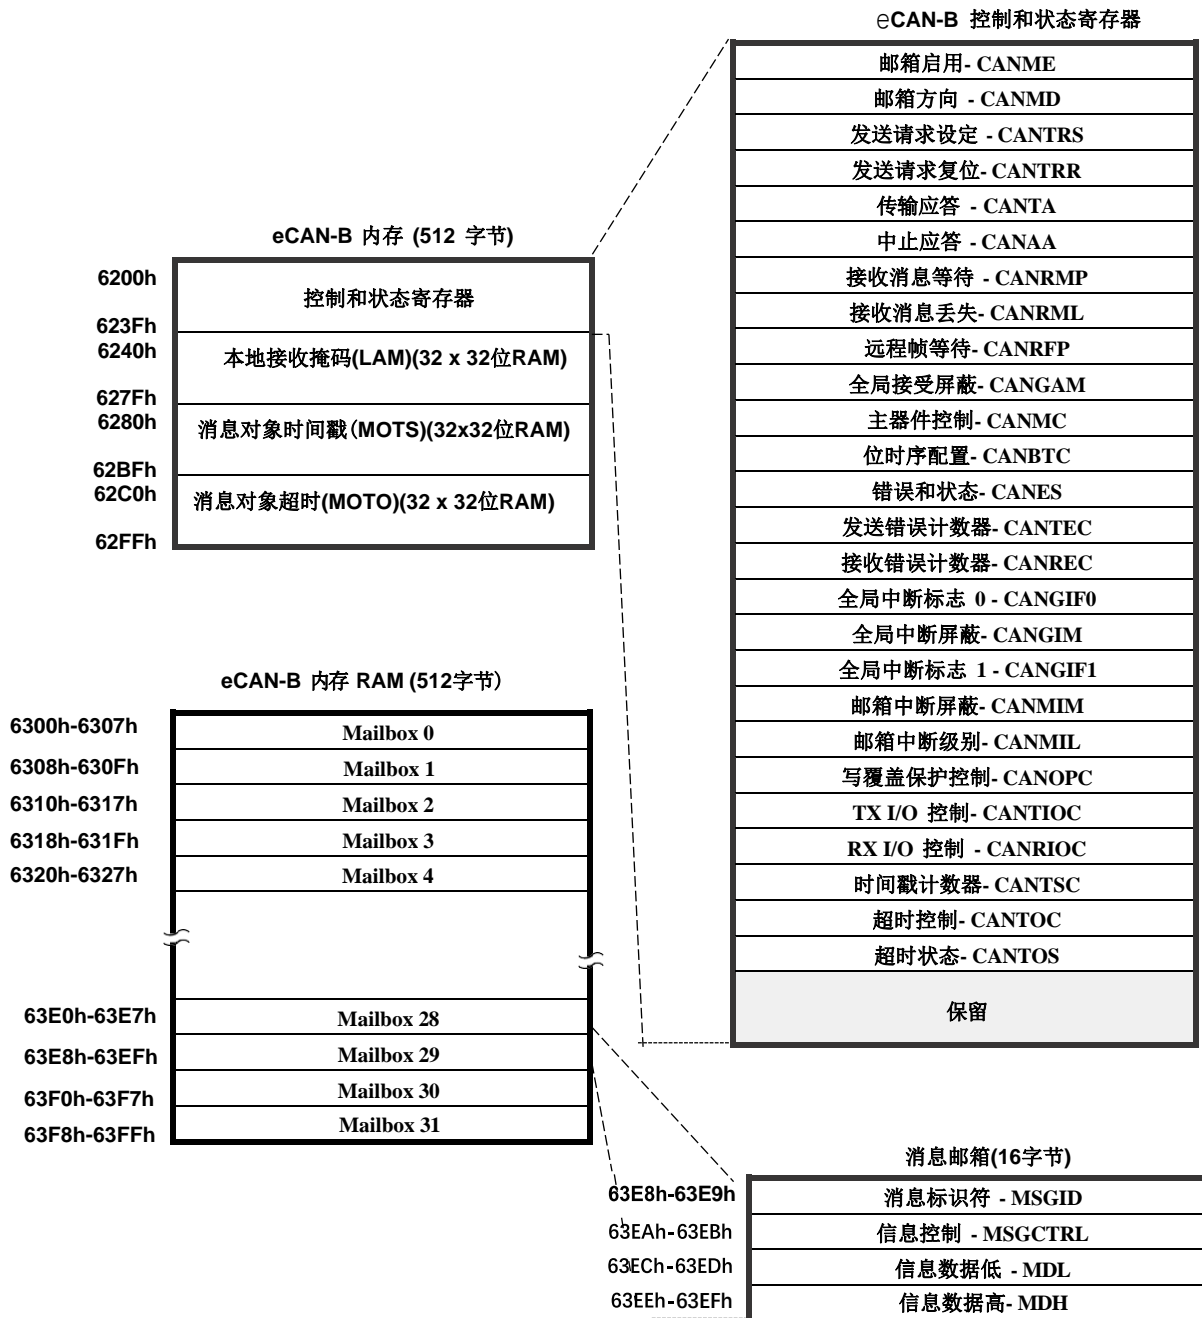 eCAN-B 控制和状态寄存器
邮箱启用- CANME
邮箱方向 - CANMD
发送请求设定 - CANTRS
发送请求复位- CANTRR
传输应答 - CANTA
中止应答 - CANAA
接收消息等待 - CANRMP
接收消息丢失- CANRML
远程帧等待- CANRFP
全局接受屏蔽- CANGAM
主器件控制- CANMC
位时序配置- CANBTC
错误和状态- CANES
发送错误计数器- CANTEC
接收错误计数器- CANREC
全局中断标志 0 - CANGIF0
全局中断屏蔽- CANGIM
全局中断标志 1 - CANGIF1
邮箱中断屏蔽- CANMIM
邮箱中断级别- CANMIL
写覆盖保护控制- CANOPC
TX I/O 控制- CANTIOC
RX I/O 控制 - CANRIOC
时间戳计数器- CANTSC
超时控制- CANTOC
超时状态- CANTOS
保留
eCAN-B 内存 (512 字节)
6200h
控制和状态寄存器
623Fh
6240h
本地接收掩码(LAM)(32 x 32位RAM)
627Fh
6280h
消息对象时间戳(MOTS)(32x32位RAM)
62BFh
62C0h
消息对象超时(MOTO)(32 x 32位RAM)
62FFh
eCAN-B 内存 RAM (512字节)
6300h-6307h
Mailbox 0
6308h-630Fh
Mailbox 1
6310h-6317h
Mailbox 2
6318h-631Fh
Mailbox 3
6320h-6327h
Mailbox 4
63E0h-63E7h
Mailbox 28
63E8h-63EFh
Mailbox 29
63F0h-63F7h
Mailbox 30
63F8h-63FFh
Mailbox 31
消息邮箱(16字节)
63E8h-63E9h
消息标识符 - MSGID
63EAh-63EBh
信息控制 - MSGCTRL
63ECh-63EDh
信息数据低 - MDL
63EEh-63EFh
信息数据高- MDH